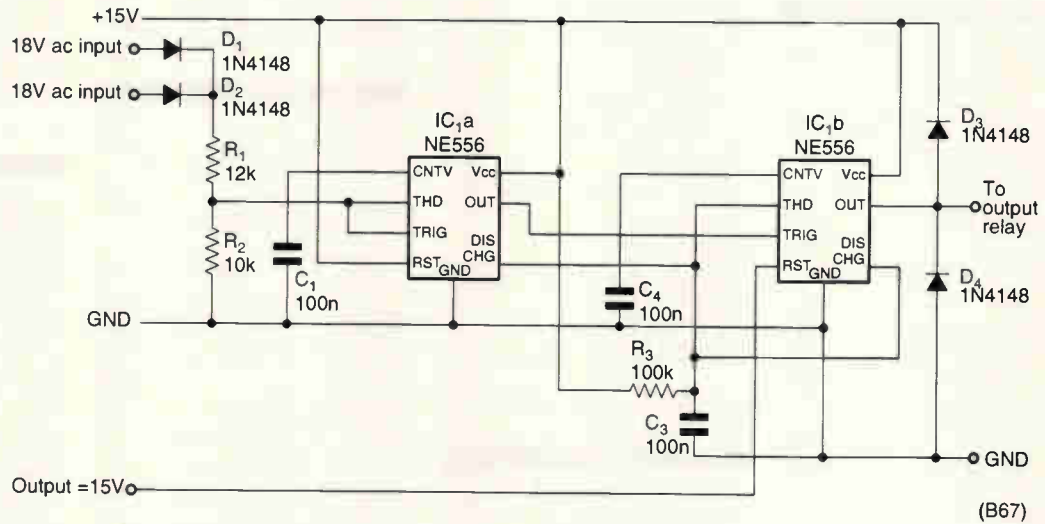 +15V
18V ac input
D1
1N4148
18V ac input
D2
1N4148
R1
12k
R2
10k
C1
100n
GND
IC1a
NE556
CNTV Vcc
THD OUT
TRIG
DIS
CHG
RST GND
C4
100n
R3
100k
C3
100n
IC1b
NE556
CNTV Vcc
THD OUT
TRIG
DIS
CHG
RST GND
D3
1N4148
To
output
relay
D4
1N4148
GND
Output =15V
(B67)